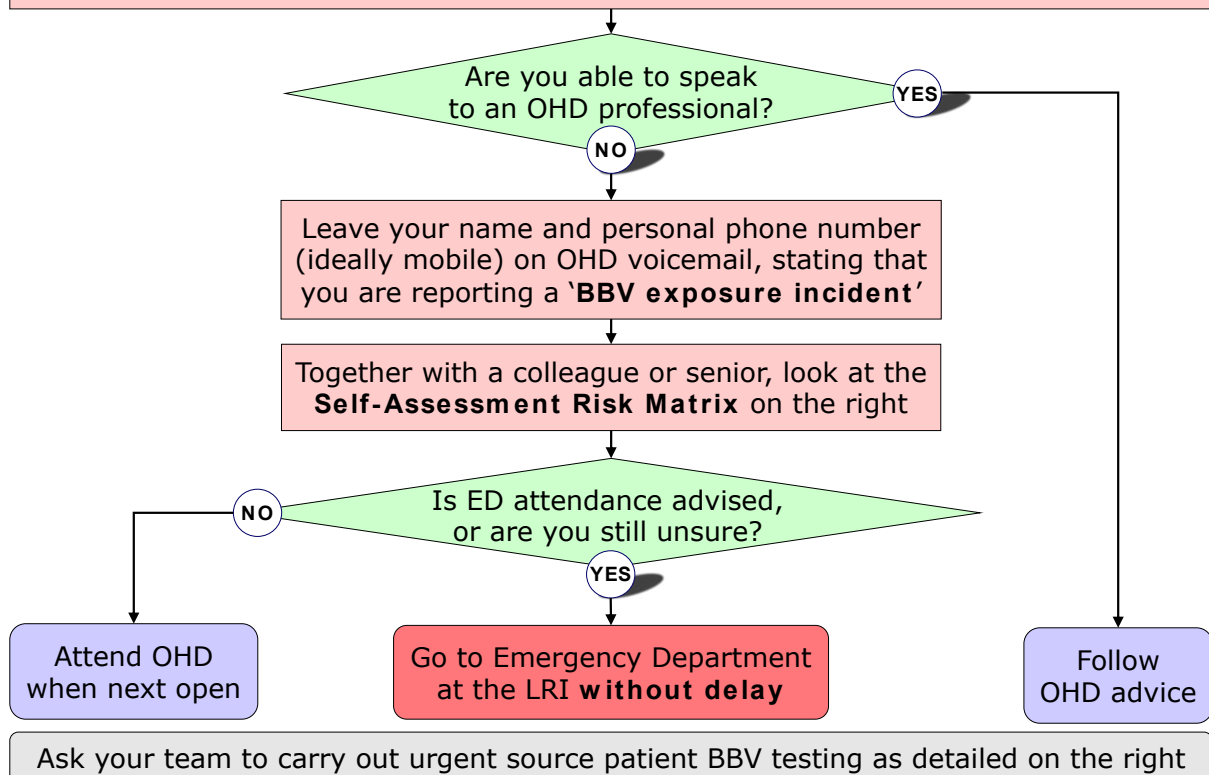 Are you able to speak
to an OHD professional?
YES
NO
Leave your name and personal phone number
(ideally mobile) on OHD voicemail, stating that
you are reporting a ‘BBV exposure incident’
Together with a colleague or senior, look at the
Self-Assessment Risk Matrix on the right
Is ED attendance advised,
or are you still unsure?
NO
YES
Attend OHD
when next open
Go to Emergency Department
at the LRI without delay
Follow
OHD advice
Ask your team to carry out urgent source patient BBV testing as detailed on the right